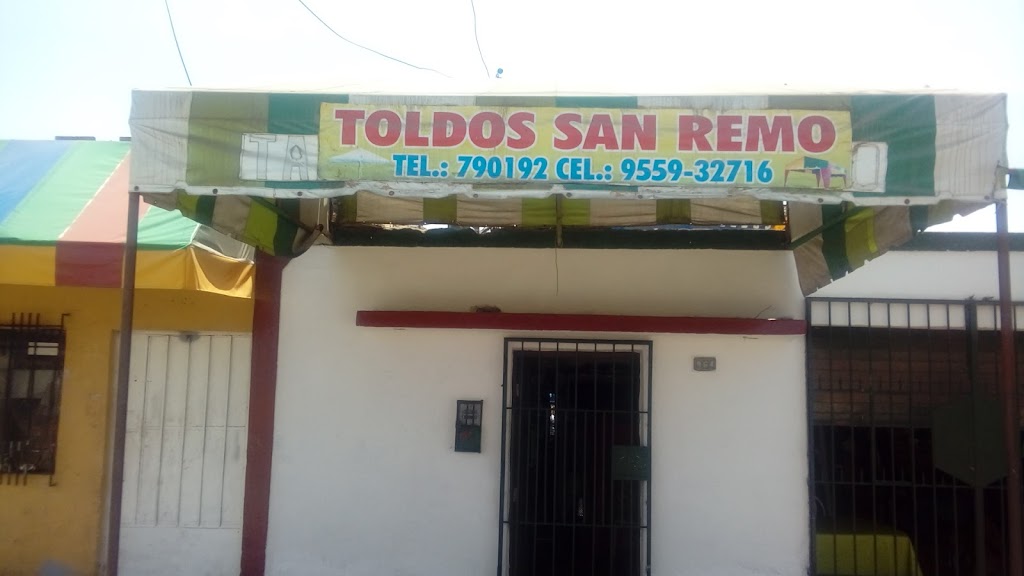 TOLDOS SAN REMO
TEL.: 790192 CEL.: 9559-32716